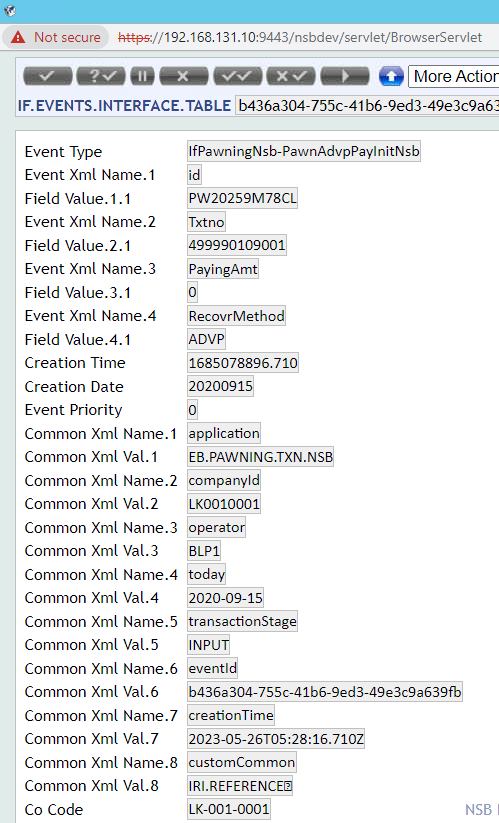 Not secure https://192.168.131.10:9443/nsbdev/servlet/BrowserServlet
More Action
IF.EVENTS.INTERFACE.TABLE b436a304-755c-41b6-9ed3-49e3c9a63
Event Type IfPawningNsb-PawnAdvpPayInitNsb
Event Xml Name.1 id
Field Value.1.1 PW20259M78CL
Event Xml Name.2 Txtno
Field Value.2.1 499990109001
Event Xml Name.3 PayingAmt
Field Value.3.1 0
Event Xml Name.4 RecovrMethod
Field Value.4.1 ADVP
Creation Time 1685078896.710
Creation Date 20200915
Event Priority 0
Common Xml Name.1 application
Common Xml Val.1 EB.PAWNING.TXN.NSB
Common Xml Name.2 companyId
Common Xml Val.2 LK0010001
Common Xml Name.3 operator
Common Xml Val.3 BLP1
Common Xml Name.4 today
Common Xml Val.4 2020-09-15
Common Xml Name.5 transactionStage
Common Xml Val.5 INPUT
Common Xml Name.6 eventId
Common Xml Val.6 b436a304-755c-41b6-9ed3-49e3c9a639fb
Common Xml Name.7 creationTime
Common Xml Val.7 2023-05-26T05:28:16.710Z
Common Xml Name.8 customCommon
Common Xml Val.8 IRI.REFERENCE
Co Code LK-001-0001
NSB